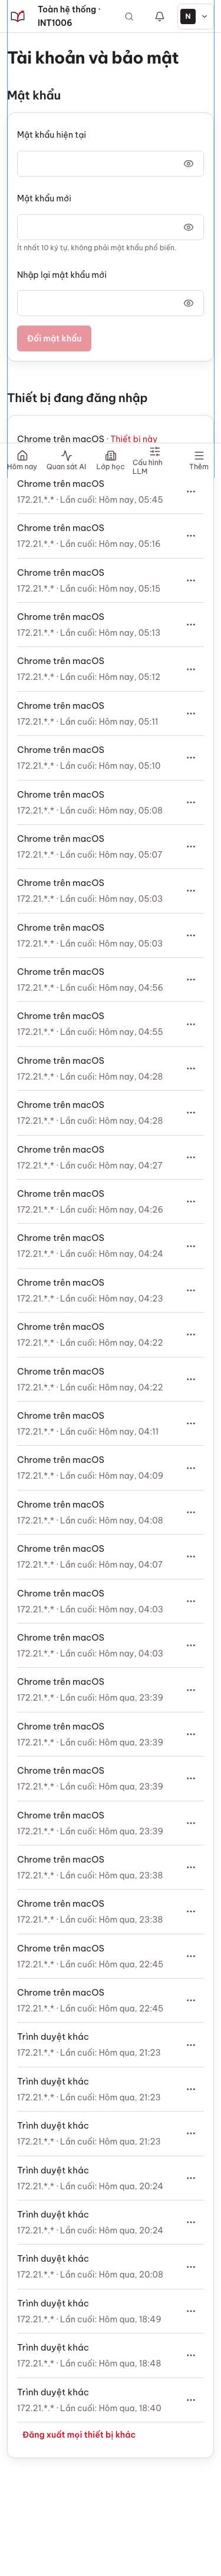 Toàn hệ thống ·
INT1006
N
Tài khoản và bảo mật
Mật khẩu
Mật khẩu hiện tại
Mật khẩu mới
Ít nhất 10 ký tự, không phải mật khẩu phổ biến.
Nhập lại mật khẩu mới
Đổi mật khẩu
Thiết bị đang đăng nhập
Chrome trên macOS · Thiết bị này
Hôm nay
Quan sát AI
Lớp học
Cấu hình
LLM
Thêm
Chrome trên macOS
172.21.*.* · Lần cuối: Hôm nay, 05:45
Chrome trên macOS
172.21.*.* · Lần cuối: Hôm nay, 05:16
Chrome trên macOS
172.21.*.* · Lần cuối: Hôm nay, 05:15
Chrome trên macOS
172.21.*.* · Lần cuối: Hôm nay, 05:13
Chrome trên macOS
172.21.*.* · Lần cuối: Hôm nay, 05:12
Chrome trên macOS
172.21.*.* · Lần cuối: Hôm nay, 05:11
Chrome trên macOS
172.21.*.* · Lần cuối: Hôm nay, 05:10
Chrome trên macOS
172.21.*.* · Lần cuối: Hôm nay, 05:08
Chrome trên macOS
172.21.*.* · Lần cuối: Hôm nay, 05:07
Chrome trên macOS
172.21.*.* · Lần cuối: Hôm nay, 05:03
Chrome trên macOS
172.21.*.* · Lần cuối: Hôm nay, 05:03
Chrome trên macOS
172.21.*.* · Lần cuối: Hôm nay, 04:56
Chrome trên macOS
172.21.*.* · Lần cuối: Hôm nay, 04:55
Chrome trên macOS
172.21.*.* · Lần cuối: Hôm nay, 04:28
Chrome trên macOS
172.21.*.* · Lần cuối: Hôm nay, 04:28
Chrome trên macOS
172.21.*.* · Lần cuối: Hôm nay, 04:27
Chrome trên macOS
172.21.*.* · Lần cuối: Hôm nay, 04:26
Chrome trên macOS
172.21.*.* · Lần cuối: Hôm nay, 04:24
Chrome trên macOS
172.21.*.* · Lần cuối: Hôm nay, 04:23
Chrome trên macOS
172.21.*.* · Lần cuối: Hôm nay, 04:22
Chrome trên macOS
172.21.*.* · Lần cuối: Hôm nay, 04:22
Chrome trên macOS
172.21.*.* · Lần cuối: Hôm nay, 04:11
Chrome trên macOS
172.21.*.* · Lần cuối: Hôm nay, 04:09
Chrome trên macOS
172.21.*.* · Lần cuối: Hôm nay, 04:08
Chrome trên macOS
172.21.*.* · Lần cuối: Hôm nay, 04:07
Chrome trên macOS
172.21.*.* · Lần cuối: Hôm nay, 04:03
Chrome trên macOS
172.21.*.* · Lần cuối: Hôm nay, 04:03
Chrome trên macOS
172.21.*.* · Lần cuối: Hôm qua, 23:39
Chrome trên macOS
172.21.*.* · Lần cuối: Hôm qua, 23:39
Chrome trên macOS
172.21.*.* · Lần cuối: Hôm qua, 23:39
Chrome trên macOS
172.21.*.* · Lần cuối: Hôm qua, 23:39
Chrome trên macOS
172.21.*.* · Lần cuối: Hôm qua, 23:38
Chrome trên macOS
172.21.*.* · Lần cuối: Hôm qua, 23:38
Chrome trên macOS
172.21.*.* · Lần cuối: Hôm qua, 22:45
Chrome trên macOS
172.21.*.* · Lần cuối: Hôm qua, 22:45
Trình duyệt khác
172.21.*.* · Lần cuối: Hôm qua, 21:23
Trình duyệt khác
172.21.*.* · Lần cuối: Hôm qua, 21:23
Trình duyệt khác
172.21.*.* · Lần cuối: Hôm qua, 21:23
Trình duyệt khác
172.21.*.* · Lần cuối: Hôm qua, 20:24
Trình duyệt khác
172.21.*.* · Lần cuối: Hôm qua, 20:24
Trình duyệt khác
172.21.*.* · Lần cuối: Hôm qua, 20:08
Trình duyệt khác
172.21.*.* · Lần cuối: Hôm qua, 18:49
Trình duyệt khác
172.21.*.* · Lần cuối: Hôm qua, 18:48
Trình duyệt khác
172.21.*.* · Lần cuối: Hôm qua, 18:40
Đăng xuất mọi thiết bị khác